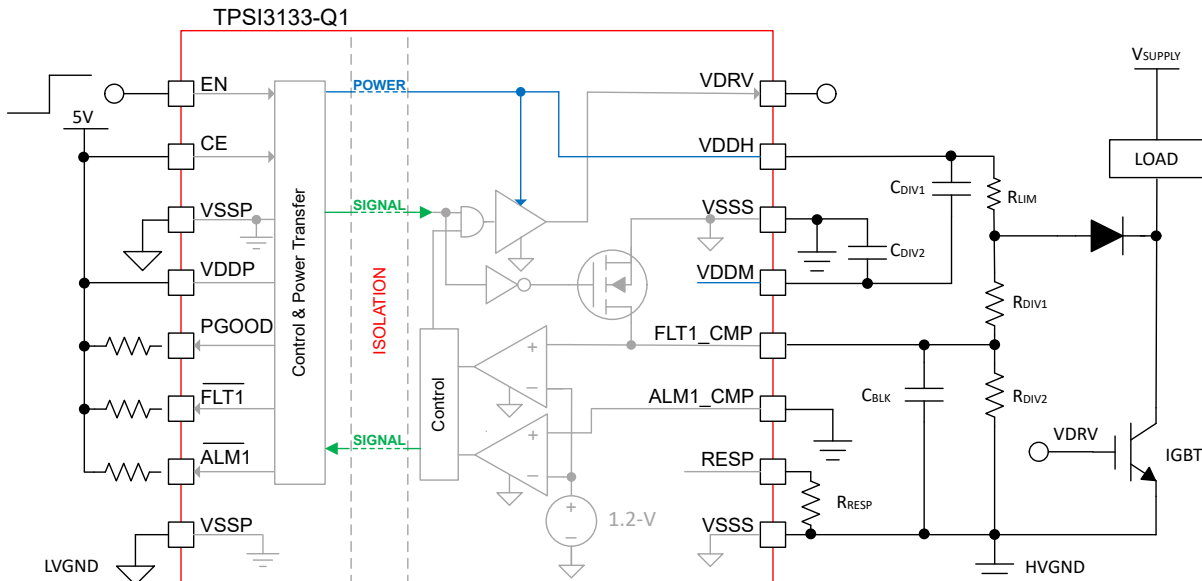 TPSI3133-Q1
EN
5V
CE
VSSP
VDDP
PGOOD
FLT1
ALM1
VSSP
LVGND
Control & Power Transfer
POWER
SIGNAL
ISOLATION
SIGNAL
Control
1.2-V
VDRV
VDDH
VSSS
VDDM
FLT1_CMP
ALM1_CMP
RESP
VSSS
CDIV1
CDIV2
RLIM
RDIV1
RDIV2
CBLK
RRESP
VSUPPLY
LOAD
VDRV
IGBT
HVGND